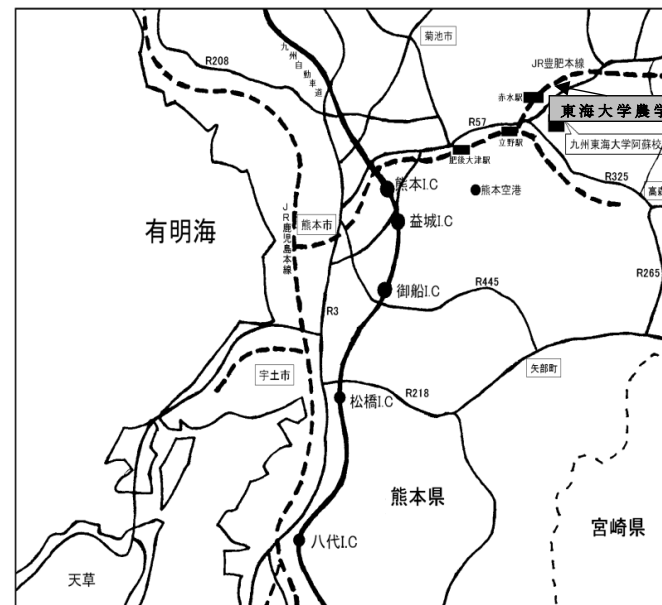 菊池市
九州自動車道
R208
JR豊肥本線
赤水駅
東海大学農学
R57
立野駅
九州東海大学阿蘇校
肥後大津駅
R325
熊本I.C
熊本空港
熊本市
益城I.C
有明海
JR鹿児島本線
R265
御船I.C
R445
R3
矢部町
宇土市
R218
松橋I.C
熊本県
宮崎県
八代I.C
天草